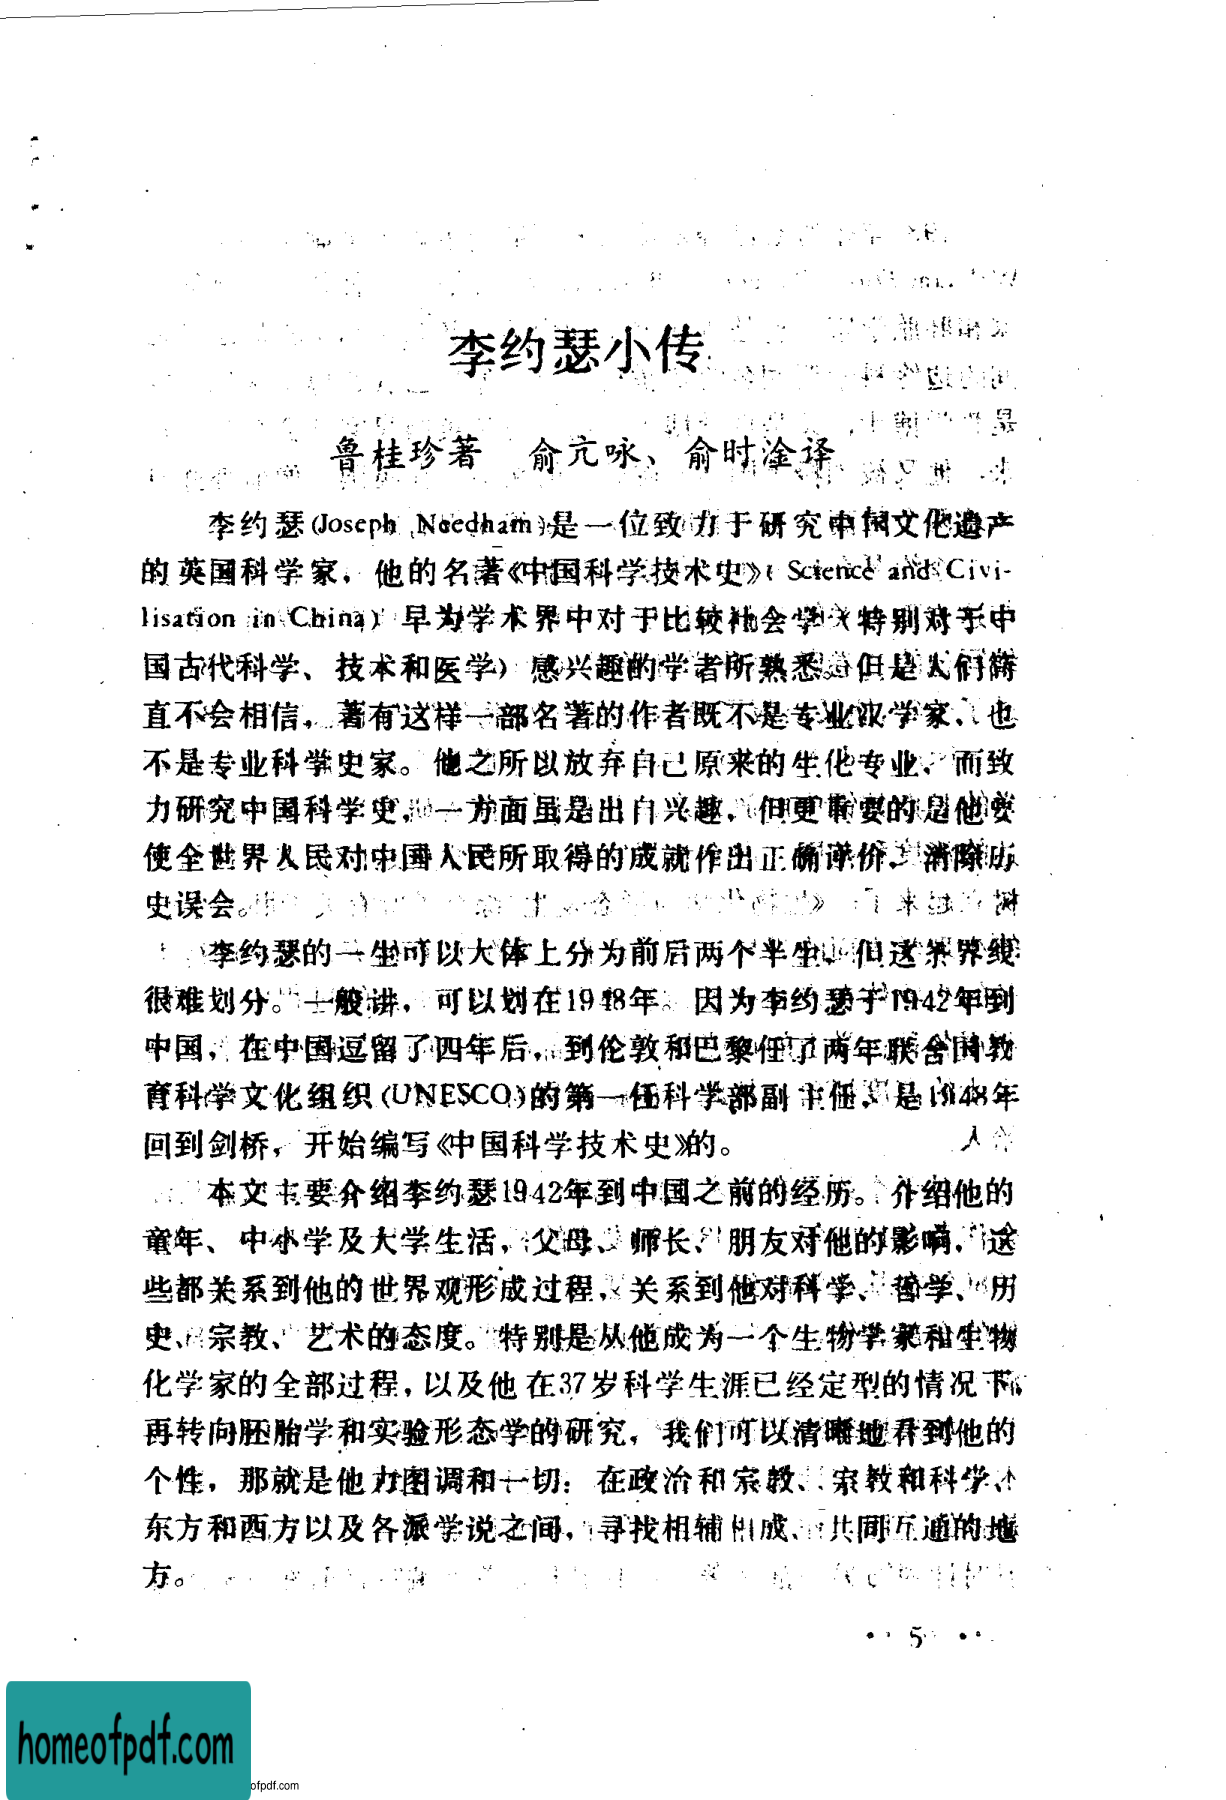 李约瑟小传
鲁桂珍著 俞亢咏、俞时淦译
李约瑟(Joseph Needham)是一位致力于研究中国文化遗产
的英国科学家，他的名著《中国科学技术史》(Science and Civi-
lisation in China) 早为学术界中对于比较社会学(特别对于中
国古代科学、技术和医学) 感兴趣的学者所熟悉。但是人们简
直不会相信，著有这样一部名著的作者既不是专业汉学家、也
不是专业科学史家。他之所以放弃自己原来的生化专业、而致
力研究中国科学史，一方面虽是出自兴趣，但更重要的是他要
使全世界人民对中国人民所取得的成就作出正确评价、消除历
史误会。
李约瑟的一生可以大体上分为前后两个半生，但这条界线
很难划分。一般讲，可以划在1948年。因为李约瑟于1942年到
中国，在中国逗留了四年后，到伦敦和巴黎任了两年联合国教
育科学文化组织(UNESCO)的第一任科学部副主任、是1948年
回到剑桥，开始编写《中国科学技术史》的。
本文主要介绍李约瑟1942年到中国之前的经历。介绍他的
童年、中小学及大学生活，父母、师长、朋友对他的影响，这
些都关系到他的世界观形成过程，关系到他对科学、哲学、历
史、宗教、艺术的态度。特别是从他成为一个生物学家和生物
化学家的全部过程，以及他在37岁科学生涯已经定型的情况下
再转向胚胎学和实验形态学的研究，我们可以清晰地看到他的
个性，那就是他力图调和一切：在政治和宗教、宗教和科学、
东方和西方以及各派学说之间，寻找相辅相成、共同互通的地
方。
· 5 ·
homeofpdf.com
ofpdf.com